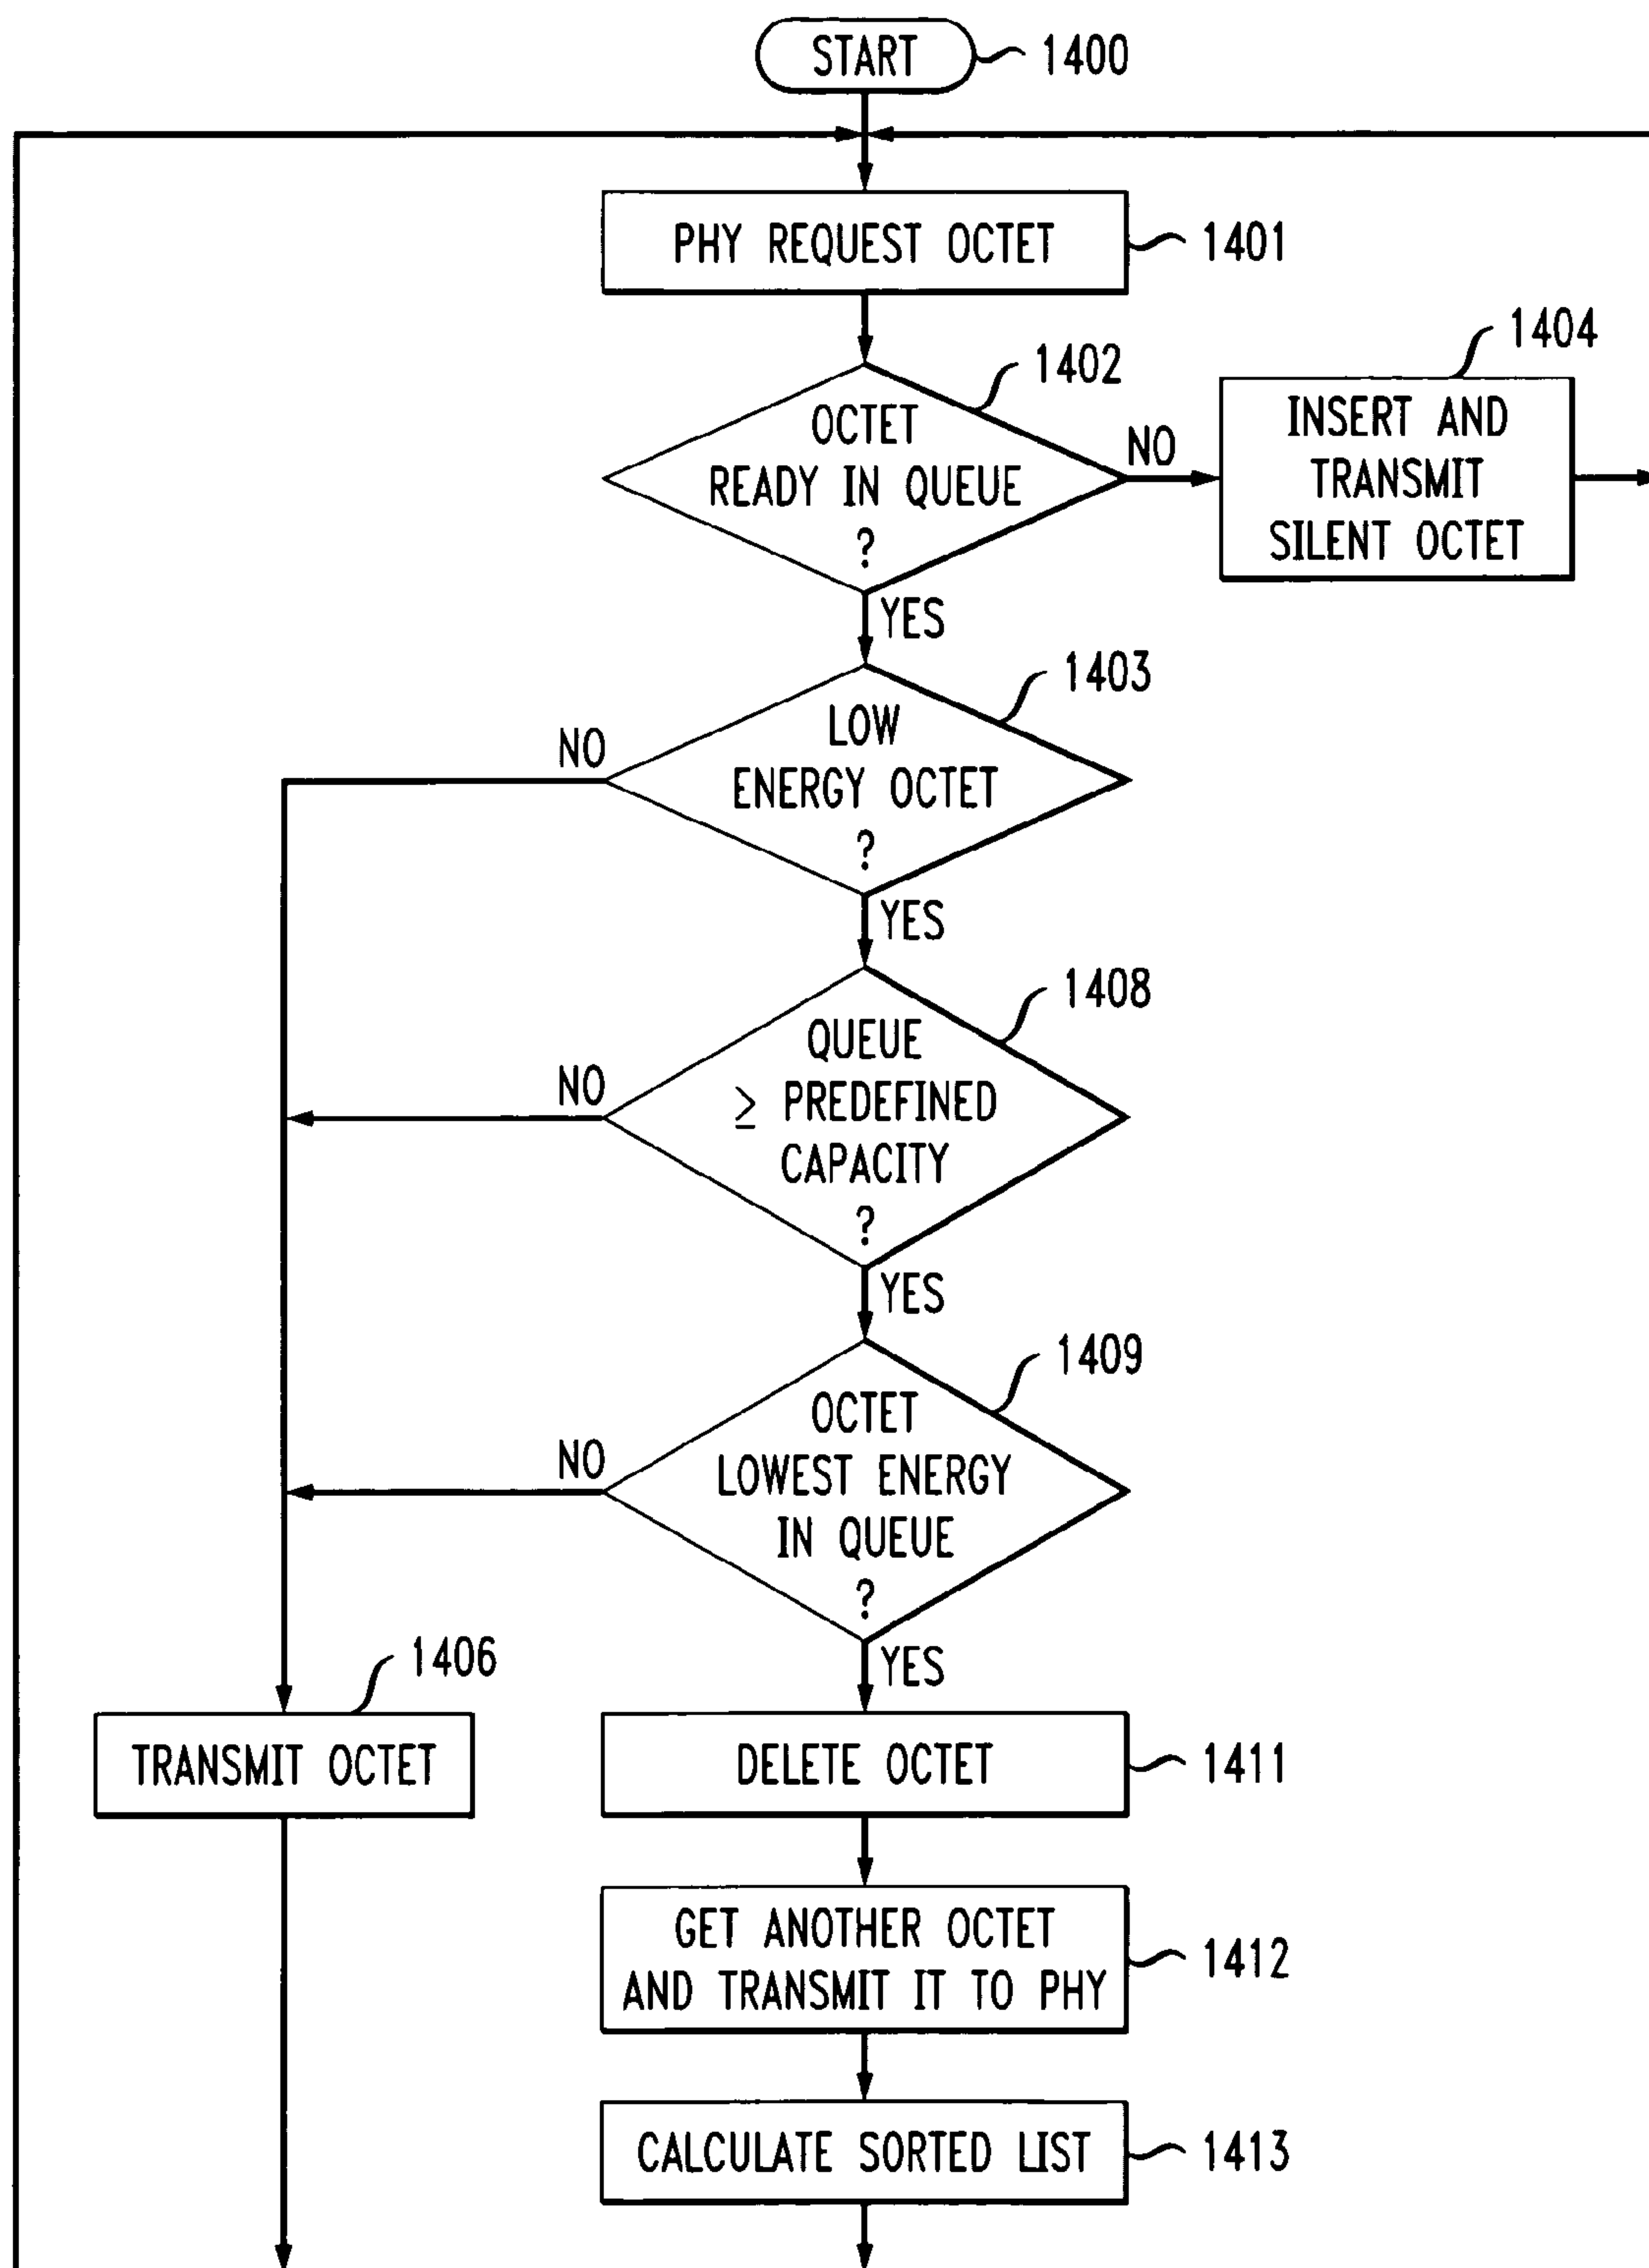 START
1400
PHY REQUEST OCTET
1401
1402
OCTET
READY IN QUEUE
?
NO
1404
INSERT AND
TRANSMIT
SILENT OCTET
YES
1403
LOW
ENERGY OCTET
?
NO
YES
1408
QUEUE
≥ PREDEFINED
CAPACITY
?
NO
YES
1409
OCTET
LOWEST ENERGY
IN QUEUE
?
NO
YES
1406
TRANSMIT OCTET
DELETE OCTET
1411
GET ANOTHER OCTET
AND TRANSMIT IT TO PHY
1412
CALCULATE SORTED LIST
1413